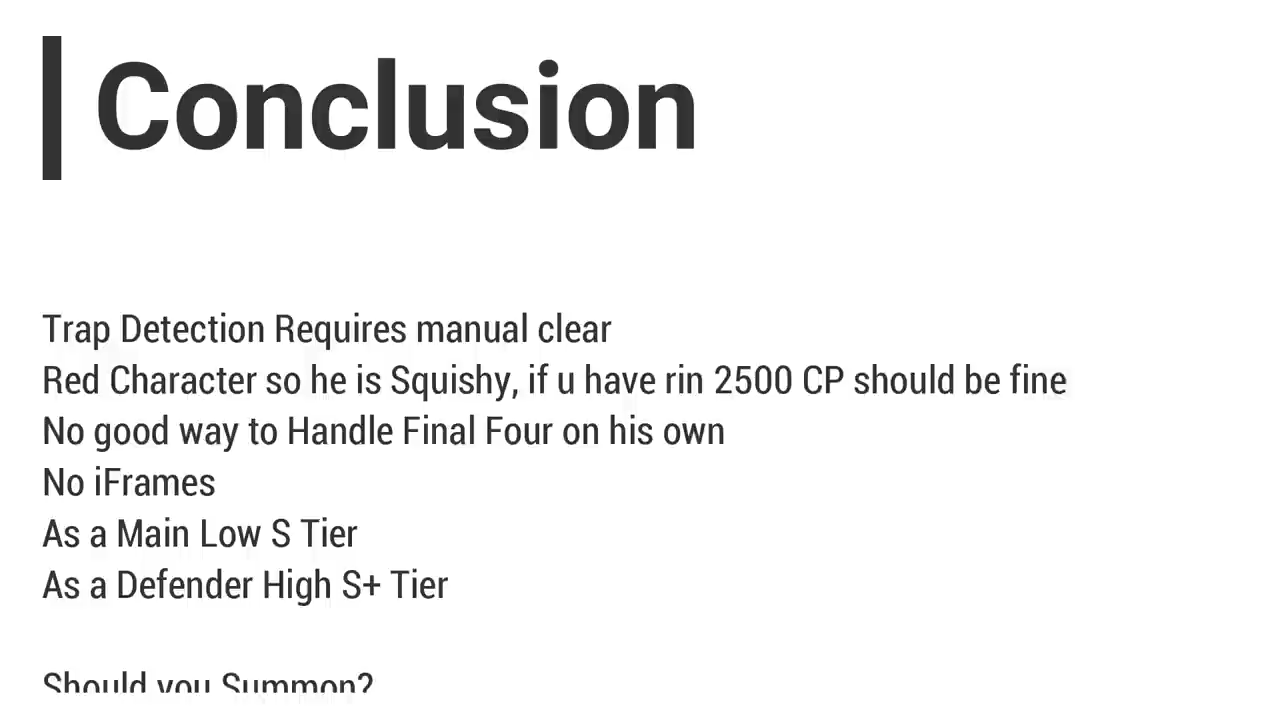 Conclusion
Trap Detection Requires manual clear
Red Character so he is Squishy, if u have rin 2500 CP should be fine
No good way to Handle Final Four on his own
No iFrames
As a Main Low S Tier
As a Defender High S+ Tier
Should you Summon?